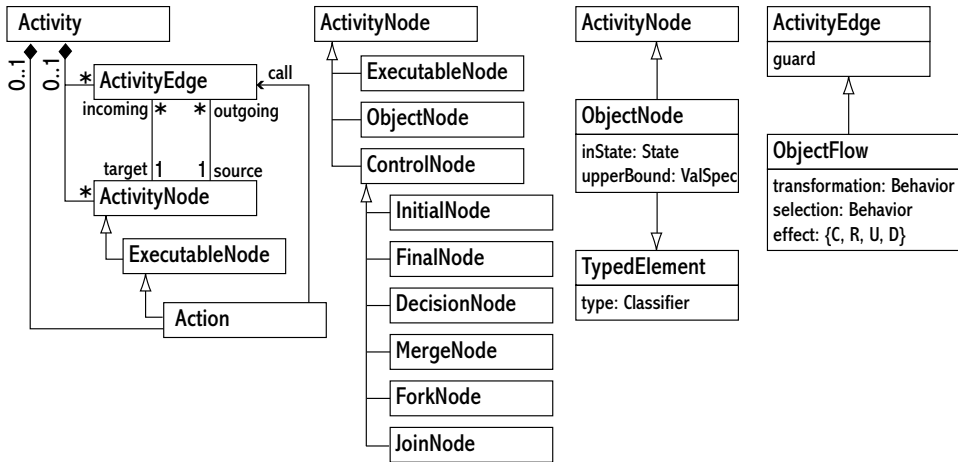 Activity
0..1
0..1
* ActivityEdge
call
incoming * * outgoing
target 1 1 source
* ActivityNode
ExecutableNode
Action
ActivityNode
ExecutableNode
ObjectNode
ControlNode
InitialNode
FinalNode
DecisionNode
MergeNode
ForkNode
JoinNode
ActivityNode
ObjectNode
inState: State
upperBound: ValSpec
TypedElement
type: Classifier
ActivityEdge
guard
ObjectFlow
transformation: Behavior
selection: Behavior
effect: {C, R, U, D}